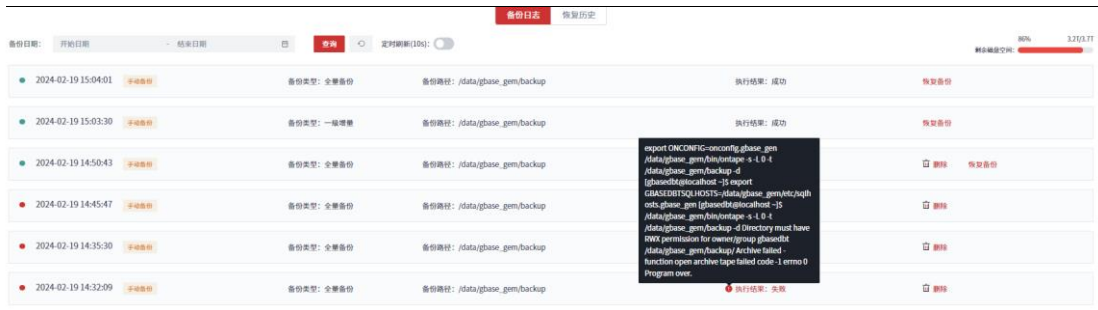 备份日志 恢复历史
备份日期: 开始日期 - 结束日期 查询 定时刷新(10s): 86% 3.2T/3.7T
剩余磁盘空间:
2024-02-19 15:04:01 手动备份 备份类型: 全量备份 备份路径: /data/gbase_gem/backup 执行结果: 成功 恢复备份
2024-02-19 15:03:30 手动备份 备份类型: 一级增量 备份路径: /data/gbase_gem/backup 执行结果: 成功 恢复备份
export ONCONFIG=onconfig.gbase_gen
/data/gbase_gem/bin/ontape -s -L 0 -t
/data/gbase_gem/backup -d
[gbasedbt@localhost ~]$ export
GBASEDBTSQLHOSTS=/data/gbase_gem/etc/sqlh
osts.gbase_gen [gbasedbt@localhost ~]$
/data/gbase_gem/bin/ontape -s -L 0 -t
/data/gbase_gem/backup -d Directory must have
RWX permission for owner/group gbasedbt
/data/gbase_gem/backup/ Archive failed -
function open archive tape failed code -1 errno 0
Program over.
2024-02-19 14:50:43 手动备份 备份类型: 全量备份 备份路径: /data/gbase_gem/backup 删除 恢复备份
2024-02-19 14:45:47 手动备份 备份类型: 全量备份 备份路径: /data/gbase_gem/backup 删除
2024-02-19 14:35:30 手动备份 备份类型: 全量备份 备份路径: /data/gbase_gem/backup 删除
2024-02-19 14:32:09 手动备份 备份类型: 全量备份 备份路径: /data/gbase_gem/backup 执行结果: 失败 删除